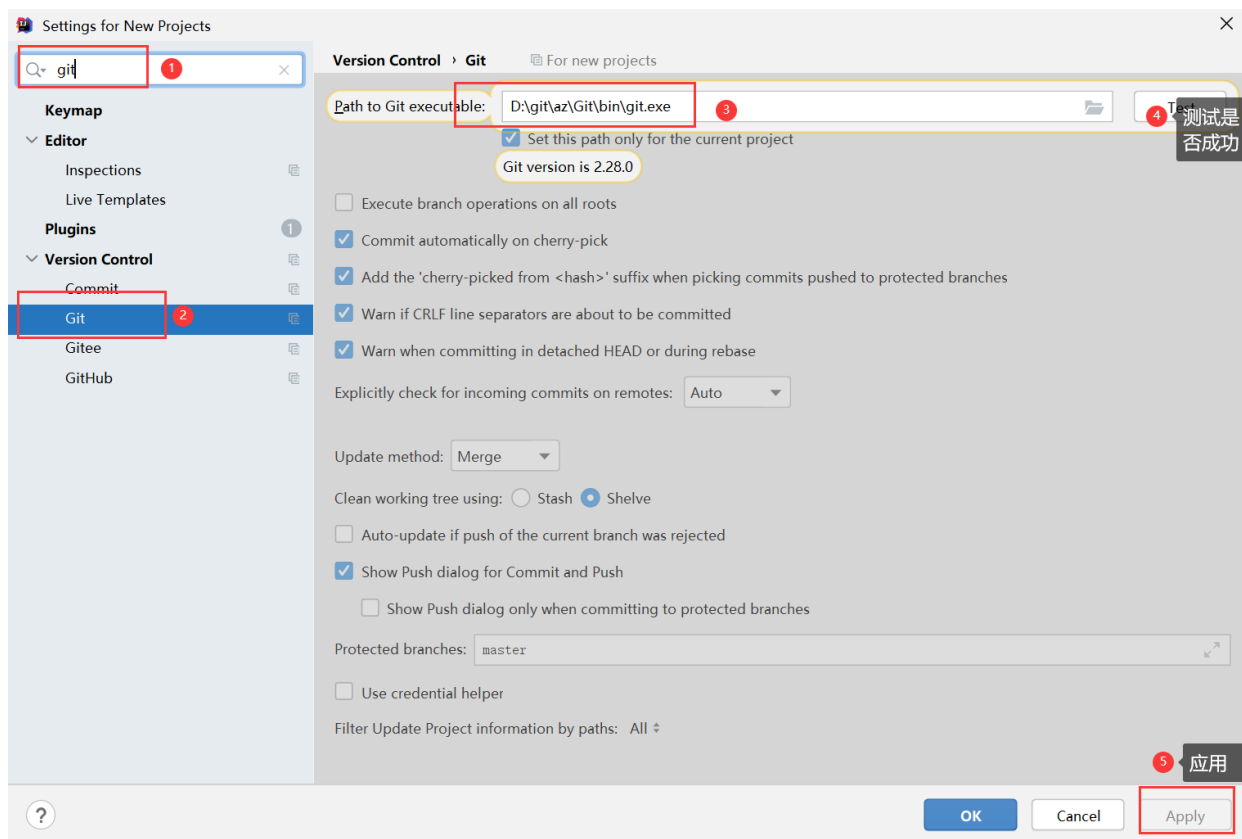 Settings for New Projects
git
1
Keymap
Editor
Inspections
Live Templates
Plugins
1
Version Control
Commit
Git
2
Gitee
GitHub
Version Control › Git
For new projects
Path to Git executable:
D:\git\az\Git\bin\git.exe
3
Test
4
测试是
否成功
Set this path only for the current project
Git version is 2.28.0
Execute branch operations on all roots
Commit automatically on cherry-pick
Add the 'cherry-picked from <hash>' suffix when picking commits pushed to protected branches
Warn if CRLF line separators are about to be committed
Warn when committing in detached HEAD or during rebase
Explicitly check for incoming commits on remotes: Auto
Update method: Merge
Clean working tree using: Stash Shelve
Auto-update if push of the current branch was rejected
Show Push dialog for Commit and Push
Show Push dialog only when committing to protected branches
Protected branches: master
Use credential helper
Filter Update Project information by paths: All
5
应用
?
OK
Cancel
Apply